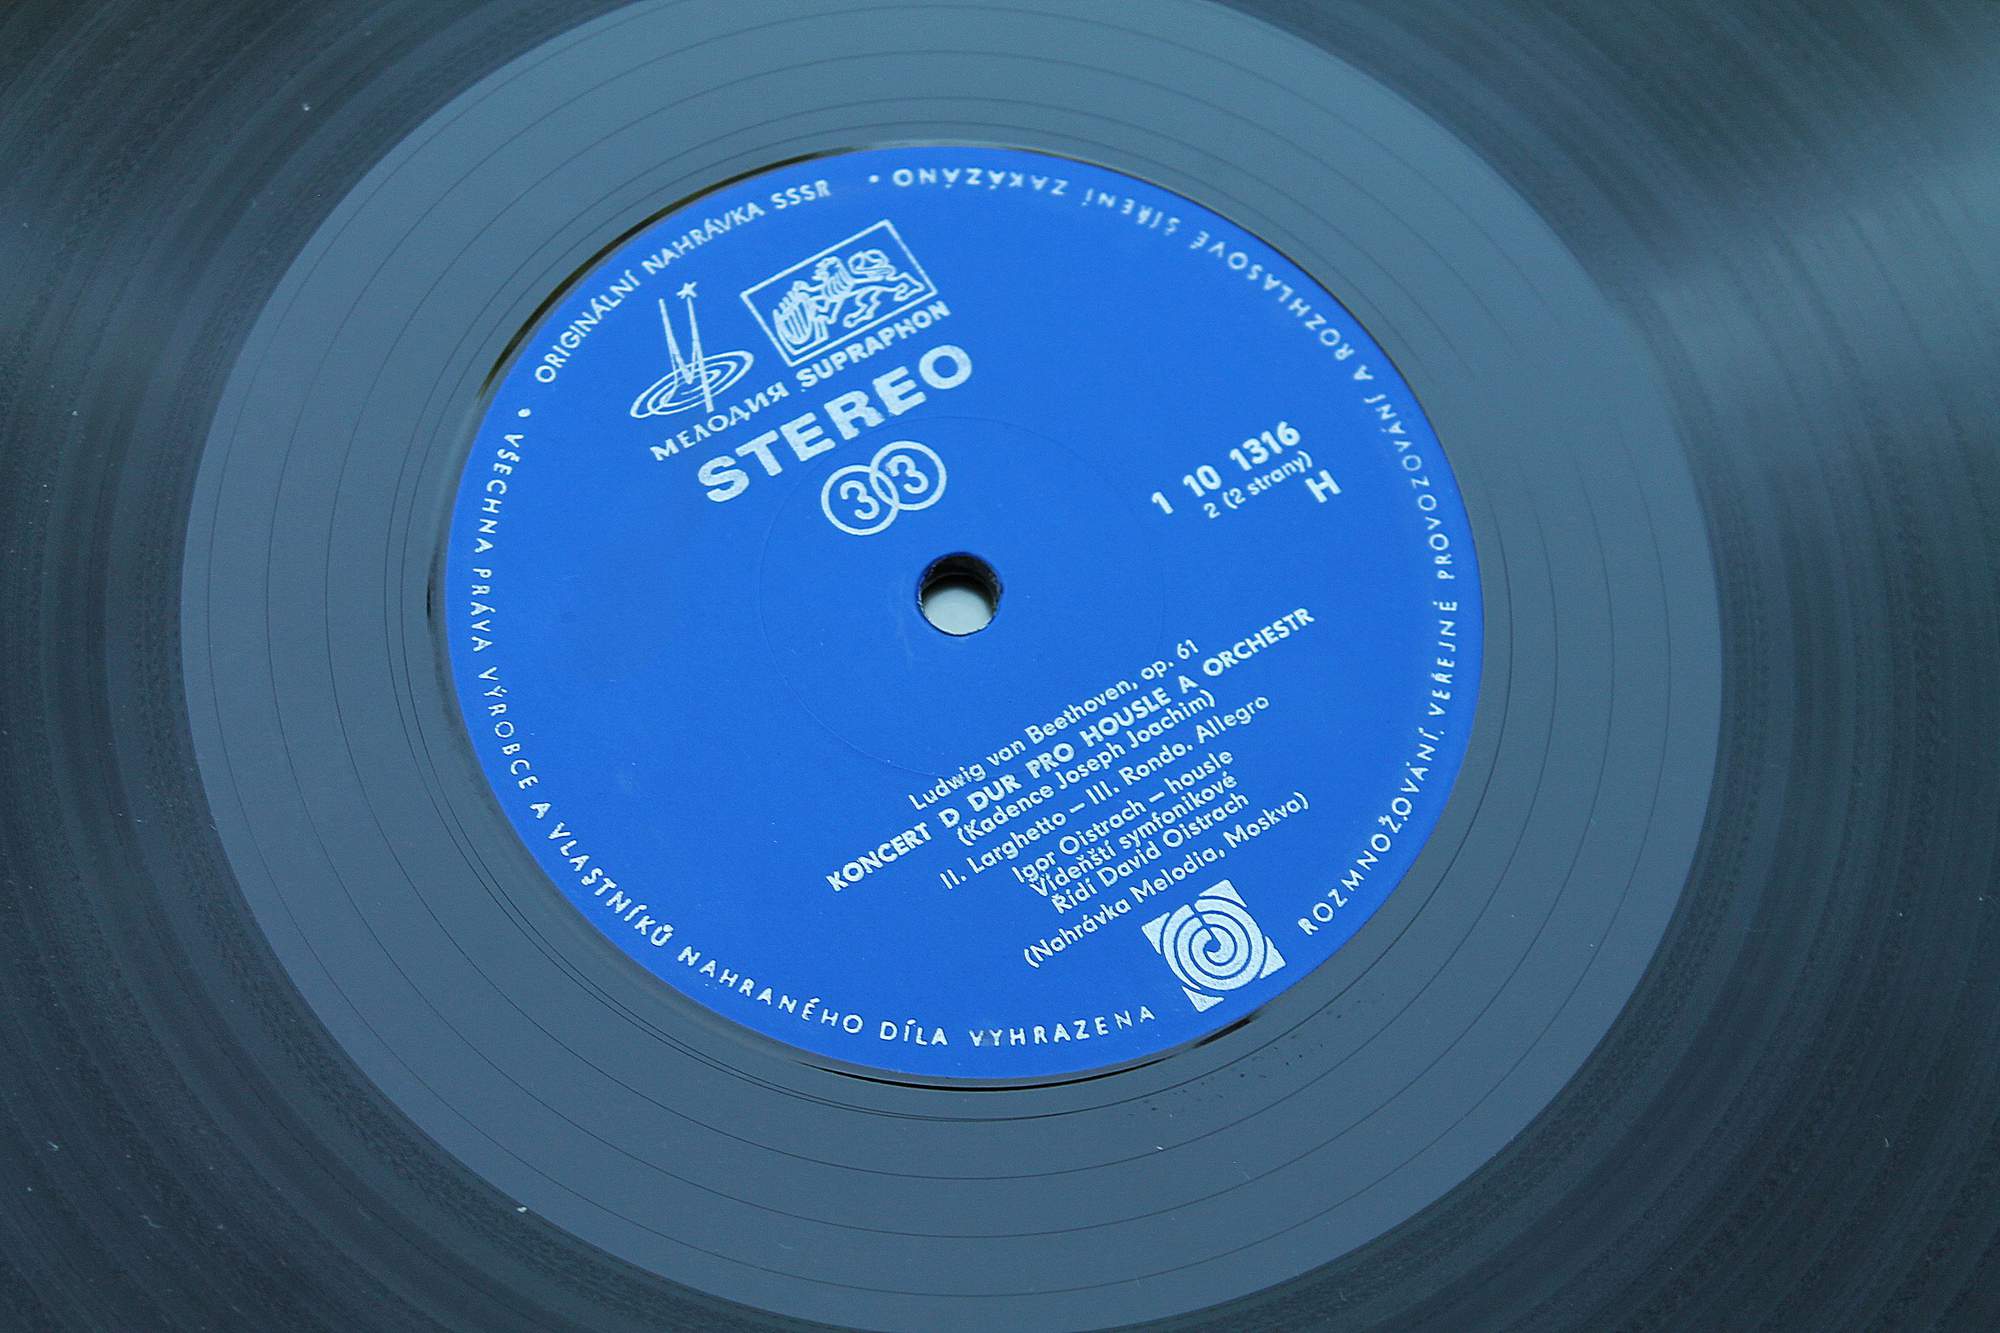 ORIGINÁLNÍ NAHRÁVKA SSSR • VŠECHNA PRÁVA VÝROBCE A VLASTNÍKŮ NAHRANÉHO DÍLA VYHRAZENA
ROZMNOŽOVÁNÍ, VEŘEJNÉ PROVOZOVÁNÍ A ROZHLASOVÉ ŠÍŘENÍ ZAKÁZÁNO •
МЕЛОДИЯ SUPRAPHON
STEREO
33
1 10 1316
2 (2 strany)
H
Ludwig van Beethoven, op. 61
KONCERT D DUR PRO HOUSLE A ORCHESTR
(Kadence Joseph Joachim)
II. Larghetto – III. Rondo. Allegro
Igor Oistrach – housle
Vídeňští symfonikové
Řídí David Oistrach
(Nahrávka Melodia, Moskva)